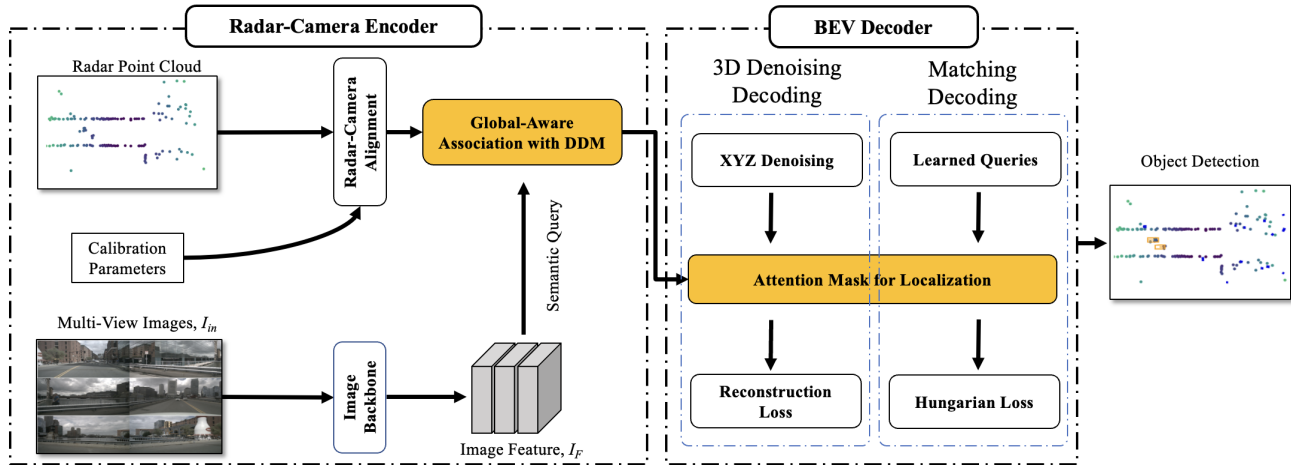 Radar-Camera Encoder
BEV Decoder
Radar Point Cloud
Radar-Camera
Alignment
Global-Aware
Association with DDM
Calibration
Parameters
Semantic Query
Multi-View Images, I_in
Image
Backbone
Image Feature, I_F
3D Denoising
Decoding
Matching
Decoding
XYZ Denoising
Learned Queries
Attention Mask for Localization
Reconstruction
Loss
Hungarian Loss
Object Detection